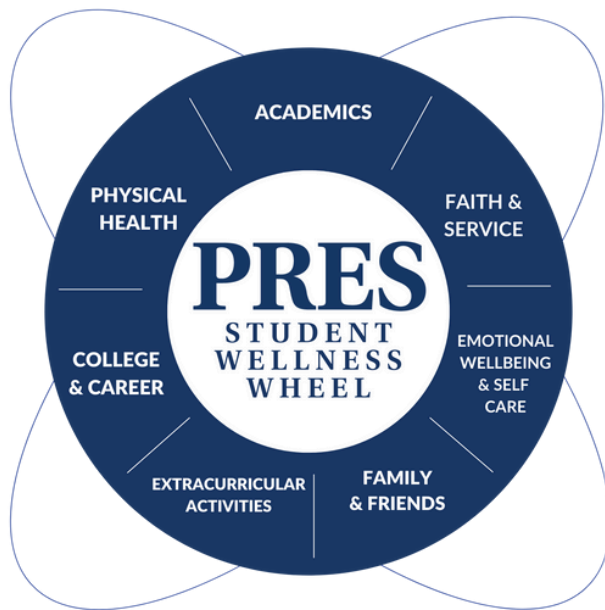 ACADEMICS
PHYSICAL
HEALTH
FAITH &
SERVICE
PRES
STUDENT
WELLNESS
WHEEL
COLLEGE
& CAREER
EMOTIONAL
WELLBEING
& SELF
CARE
EXTRACURRICULAR
ACTIVITIES
FAMILY
& FRIENDS